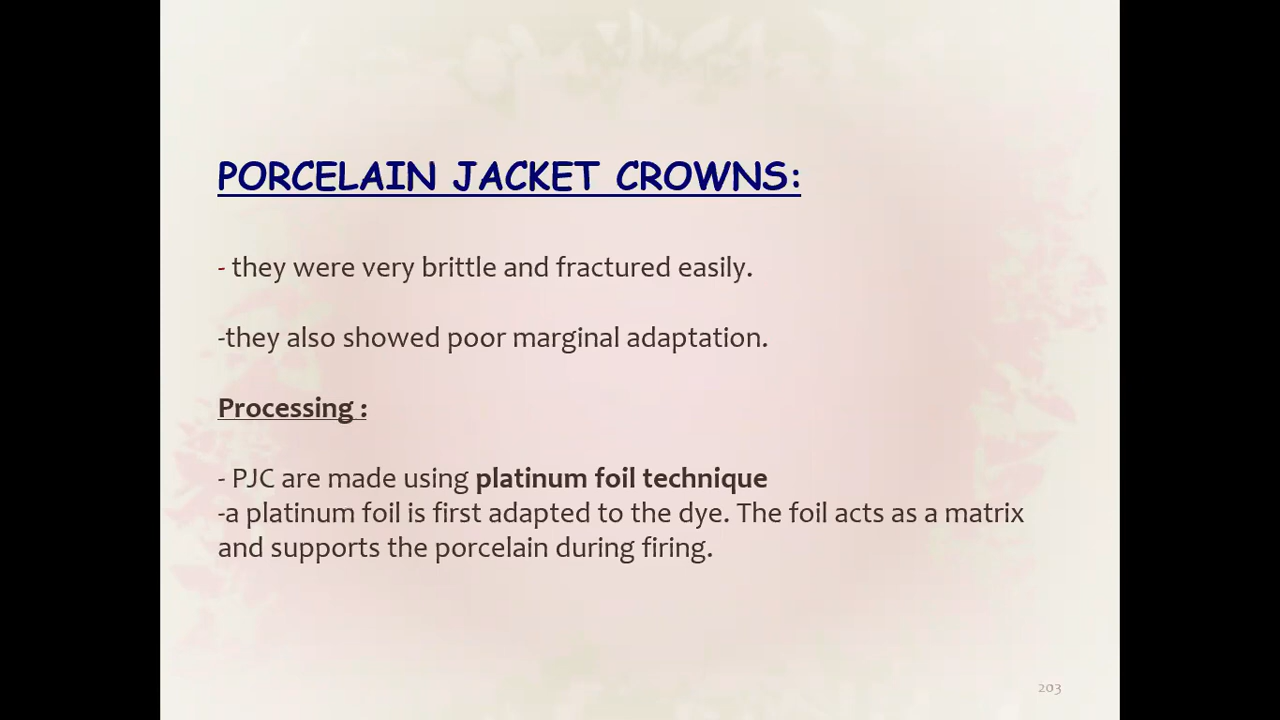 PORCELAIN JACKET CROWNS:
- they were very brittle and fractured easily.
-they also showed poor marginal adaptation.
Processing :
- PJC are made using platinum foil technique
-a platinum foil is first adapted to the dye. The foil acts as a matrix
and supports the porcelain during firing.
203